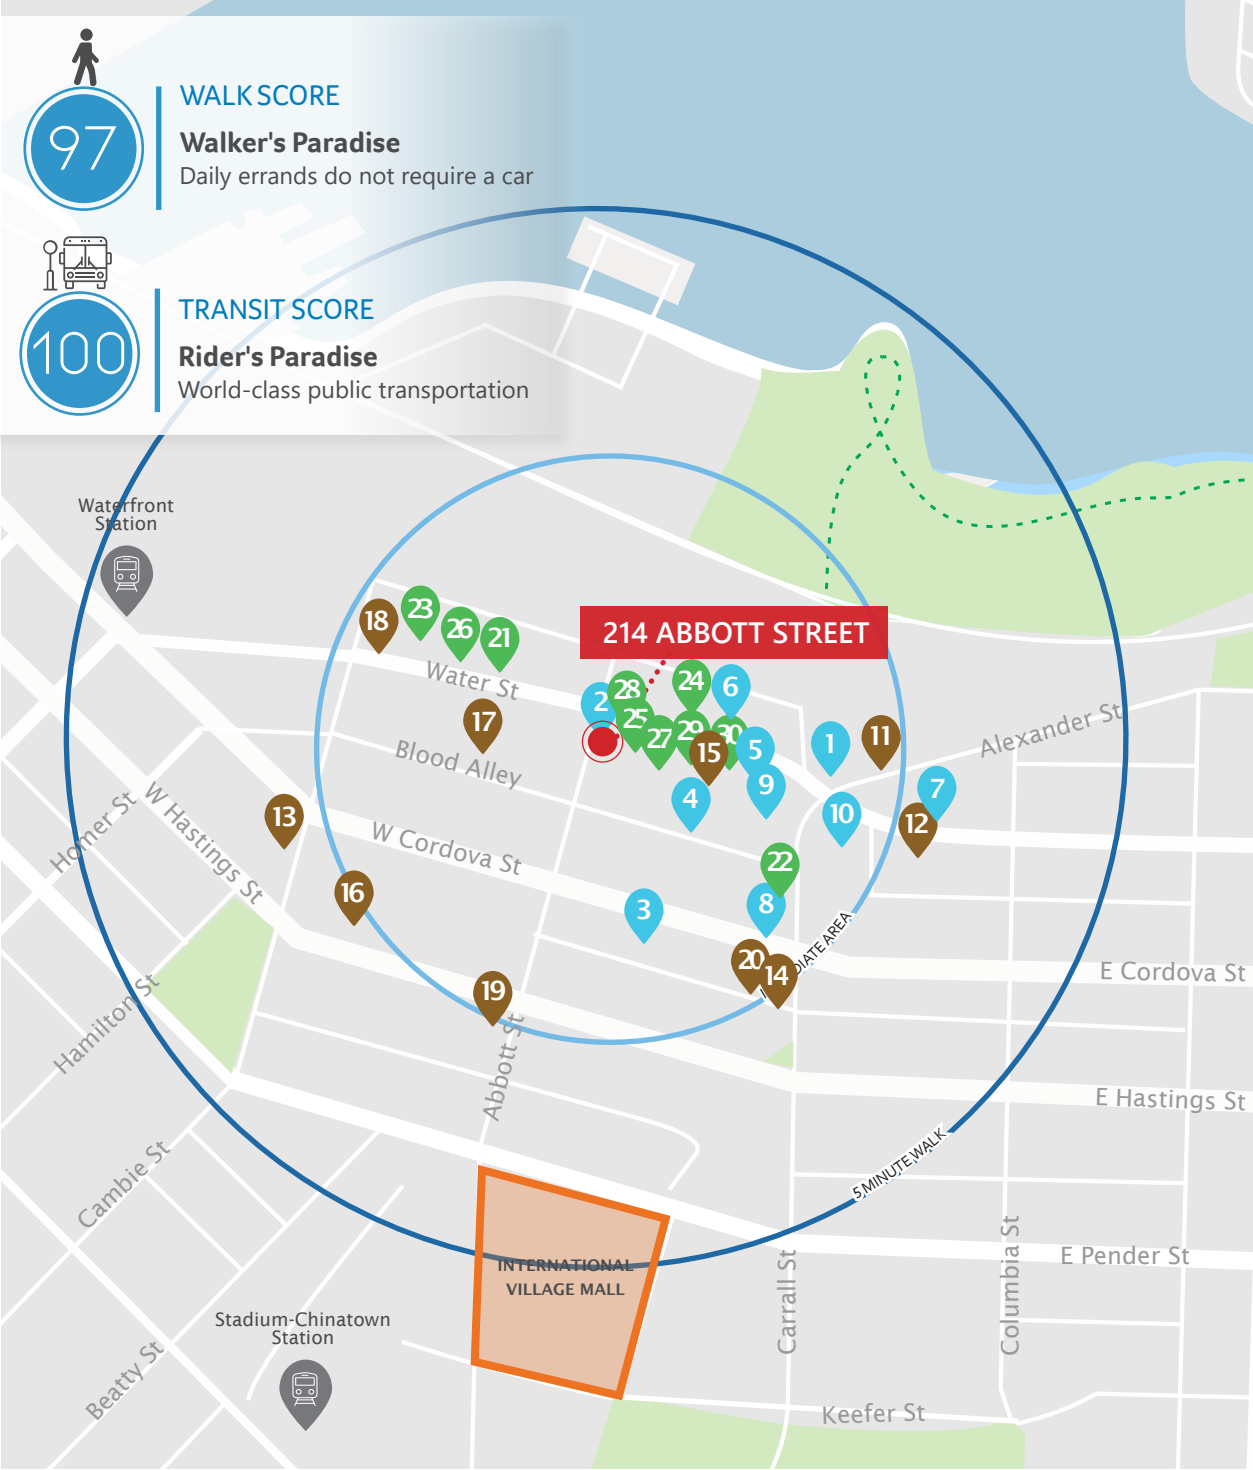 97
WALK SCORE
Walker's Paradise
Daily errands do not require a car
100
TRANSIT SCORE
Rider's Paradise
World-class public transportation
Waterfront
Station
18
23
26
21
214 ABBOTT STREET
Water St
2
28
24
6
25
27
29
30
15
5
1
11
17
Blood Alley
Alexander St
4
9
10
7
12
Homer St
W Hastings St
13
W Cordova St
16
22
3
8
20
14
DIATE AREA
19
E Cordova St
Hamilton St
Abbott St
E Hastings St
Cambie St
5 MINUTE WALK
INTERNATIONAL
VILLAGE MALL
Carrall St
Columbia St
E Pender St
Stadium-Chinatown
Station
Beatty St
Keefer St